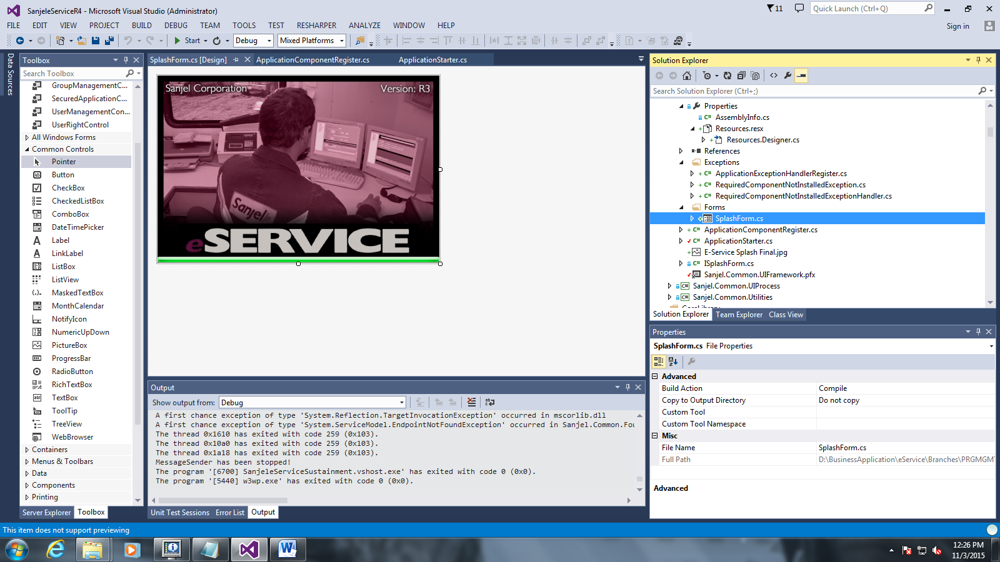 SanjeleServiceR4 - Microsoft Visual Studio (Administrator)
11
Quick Launch (Ctrl+Q)
FILE EDIT VIEW PROJECT BUILD DEBUG TEAM TOOLS TEST RESHARPER ANALYZE WINDOW HELP
Sign in
Start Debug Mixed Platforms
Data Sources
Toolbox
Search Toolbox
GroupManagementC...
SecuredApplicationC...
UserManagementCon...
UserRightControl
All Windows Forms
Common Controls
Pointer
Button
CheckBox
CheckedListBox
ComboBox
DateTimePicker
Label
LinkLabel
ListBox
ListView
MaskedTextBox
MonthCalendar
NotifyIcon
NumericUpDown
PictureBox
ProgressBar
RadioButton
RichTextBox
TextBox
ToolTip
TreeView
WebBrowser
Containers
Menus & Toolbars
Data
Components
Printing
Server Explorer Toolbox
SplashForm.cs [Design] ApplicationComponentRegister.cs ApplicationStarter.cs
Sanjel Corporation Version: R3
Sanjel
eSERVICE
Output
Show output from: Debug
A first chance exception of type 'System.Reflection.TargetInvocationException' occurred in mscorlib.dll
A first chance exception of type 'System.ServiceModel.EndpointNotFoundException' occurred in Sanjel.Common.Fou
The thread 0x1610 has exited with code 259 (0x103).
The thread 0x10a0 has exited with code 259 (0x103).
The thread 0x1a18 has exited with code 259 (0x103).
MessageSender has been stopped!
The program '[6700] SanjeleServiceSustainment.vshost.exe' has exited with code 0 (0x0).
The program '[5440] w3wp.exe' has exited with code 0 (0x0).
Unit Test Sessions Error List Output
Solution Explorer
Search Solution Explorer (Ctrl+;)
Properties
C# AssemblyInfo.cs
Resources.resx
Resources.Designer.cs
References
Exceptions
C# ApplicationExceptionHandlerRegister.cs
C# RequiredComponentNotInstalledException.cs
C# RequiredComponentNotInstalledExceptionHandler.cs
Forms
SplashForm.cs
C# ApplicationComponentRegister.cs
C# ApplicationStarter.cs
E-Service Splash Final.jpg
C# ISplashForm.cs
Sanjel.Common.UIFramework.pfx
C# Sanjel.Common.UIProcess
C# Sanjel.Common.Utilities
Solution Explorer Team Explorer Class View
Properties
SplashForm.cs File Properties
Advanced
Build Action Compile
Copy to Output Directory Do not copy
Custom Tool
Custom Tool Namespace
Misc
File Name SplashForm.cs
Full Path D:\BusinessApplication\eService\Branches\PRGMGMT
Advanced
This item does not support previewing
12:26 PM
11/3/2015